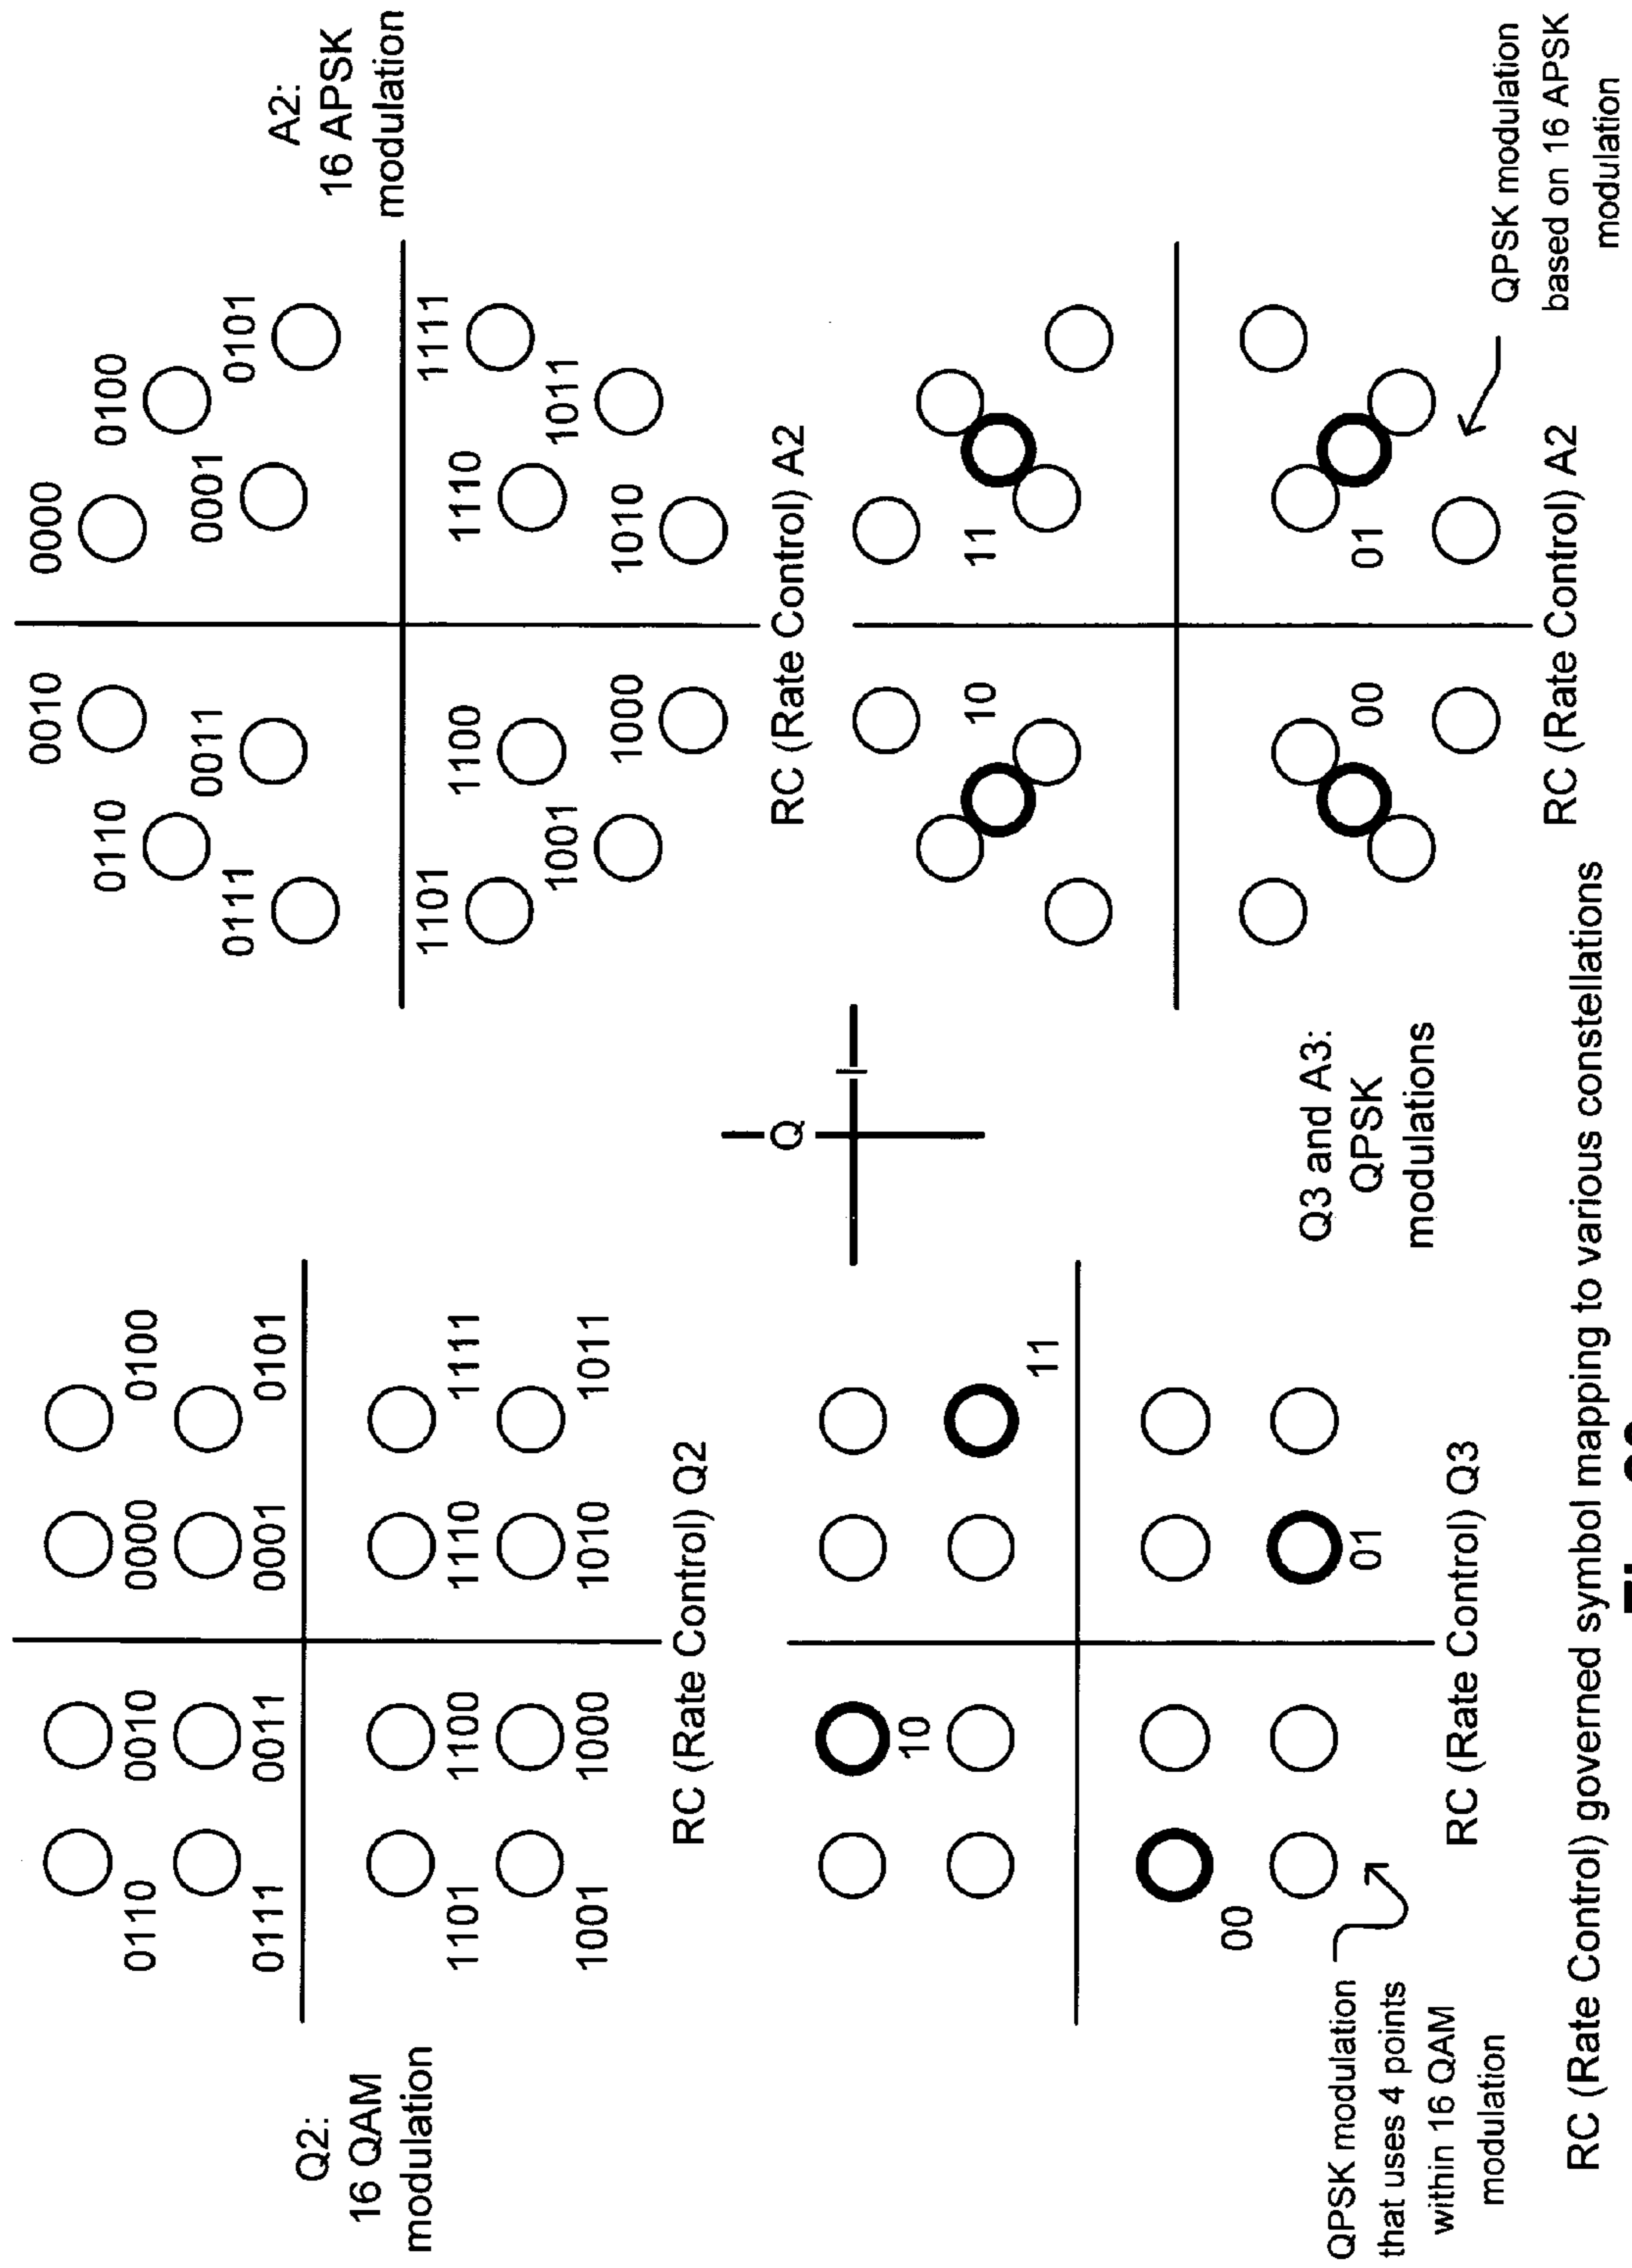 Q2:
16 QAM
modulation
0110 0010 0000 0100
0111 0011 0001 0101
1101 1100 1110 1111
1001 1000 1010 1011
RC (Rate Control) Q2
A2:
16 APSK
modulation
0010 0000
0110 0100
0011 0001
0111 0101
1101 1111
1100 1110
1001 1011
1000 1010
RC (Rate Control) A2
Q
I
10
11
00
01
RC (Rate Control) Q3
QPSK modulation
that uses 4 points
within 16 QAM
modulation
Q3 and A3:
QPSK
modulations
10 11
00 01
RC (Rate Control) A2
QPSK modulation
based on 16 APSK
modulation
RC (Rate Control) governed symbol mapping to various constellations